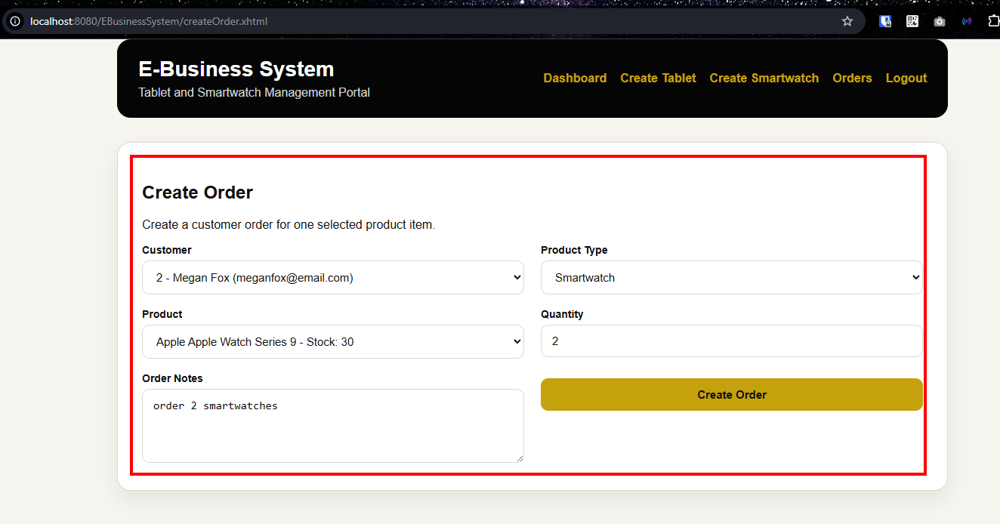 localhost:8080/EBusinessSystem/createOrder.xhtml
E-Business System
Tablet and Smartwatch Management Portal
Dashboard Create Tablet Create Smartwatch Orders Logout
Create Order
Create a customer order for one selected product item.
Customer
2 - Megan Fox (meganfox@email.com)
Product Type
Smartwatch
Product
Apple Apple Watch Series 9 - Stock: 30
Quantity
2
Order Notes
order 2 smartwatches
Create Order